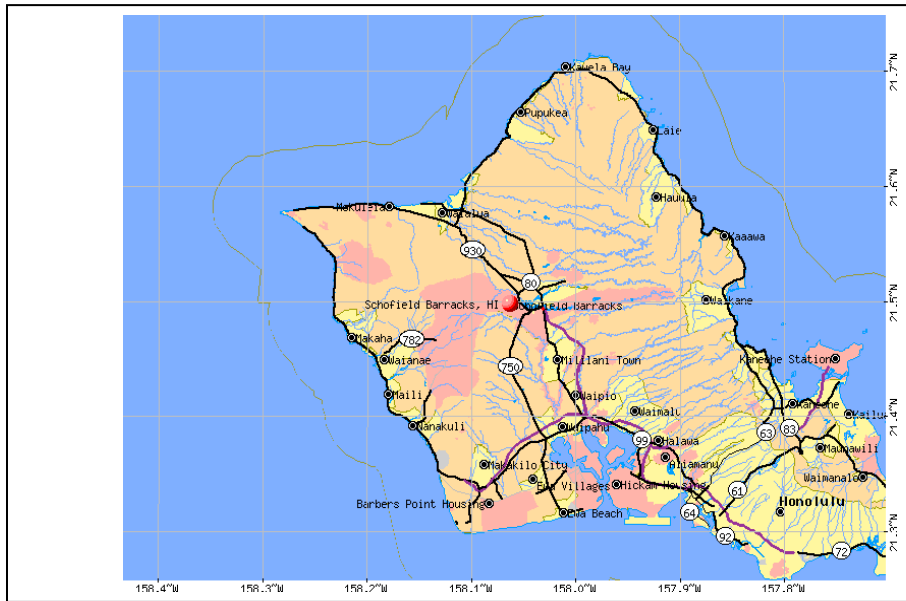 Kawela Bay
21.7°N
Pupukea
Laie
21.6°N
Hauula
Mokuleia
Waialua
Kaaawa
930
80
Schofield Barracks, HI
Schofield Barracks
Waikane
21.5°N
Makaha
782
Waianae
750
Mililani Town
Kaneohe Station
Maili
Waipio
Waimalu
Kaneohe
Kailu
21.4°N
Nanakuli
Waipahu
99
Halawa
63
83
Maunawili
Makakilo City
Aliamanu
Waimanalo
Ewa Villages
Hickam Housing
61
Barbers Point Housing
Ewa Beach
64
Honolulu
21.3°N
92
72
158.4°W
158.3°W
158.2°W
158.1°W
158.0°W
157.9°W
157.8°W